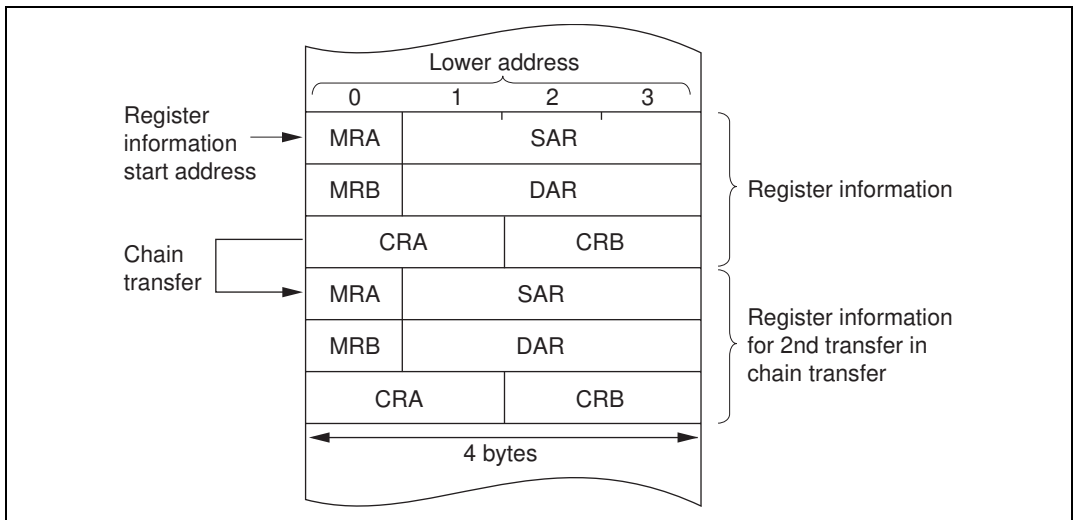 Lower address
0 1 2 3
Register
information
start address
MRA SAR
MRB DAR
Register information
CRA CRB
Chain
transfer
MRA SAR
MRB DAR
Register information
for 2nd transfer in
chain transfer
CRA CRB
4 bytes